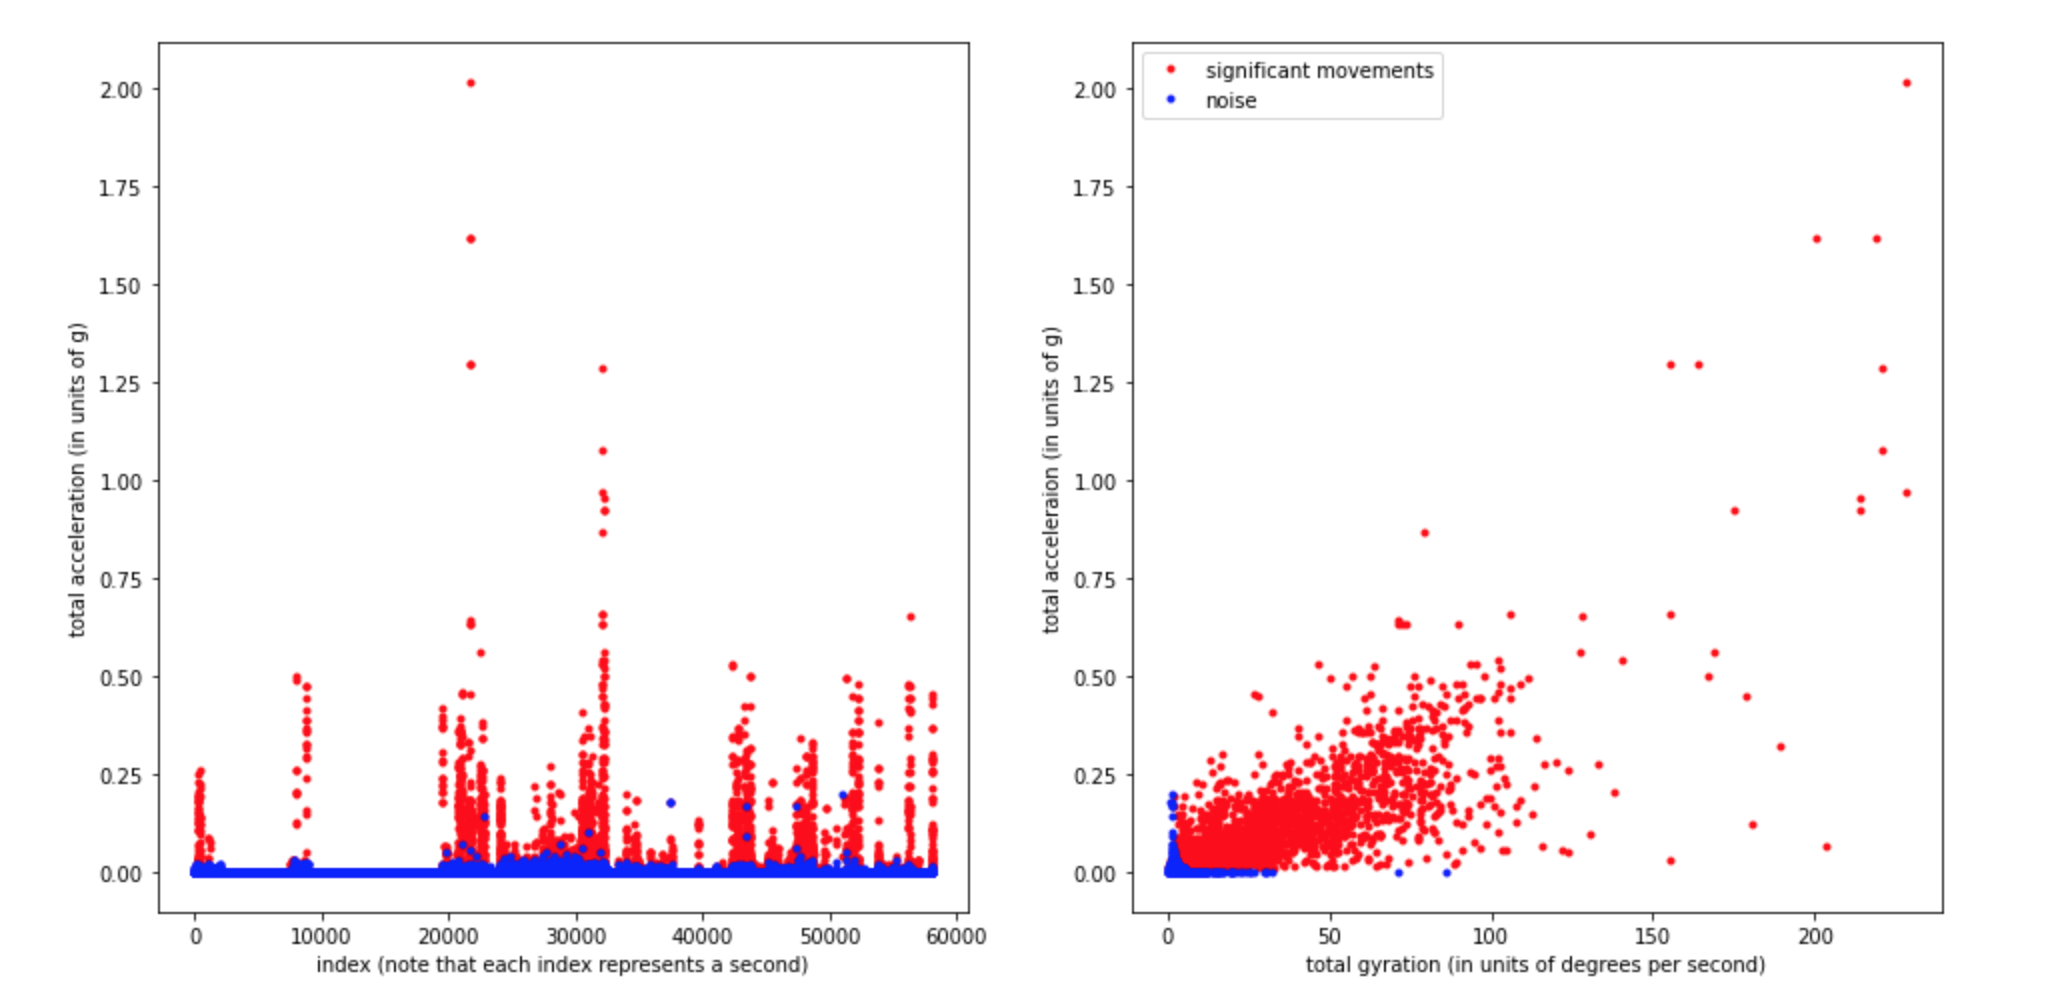 total acceleration (in units of g)
2.00
1.75
1.50
1.25
1.00
0.75
0.50
0.25
0.00
0 10000 20000 30000 40000 50000 60000
index (note that each index represents a second)
total acceleraion (in units of g)
significant movements
noise
2.00
1.75
1.50
1.25
1.00
0.75
0.50
0.25
0.00
0 50 100 150 200
total gyration (in units of degrees per second)